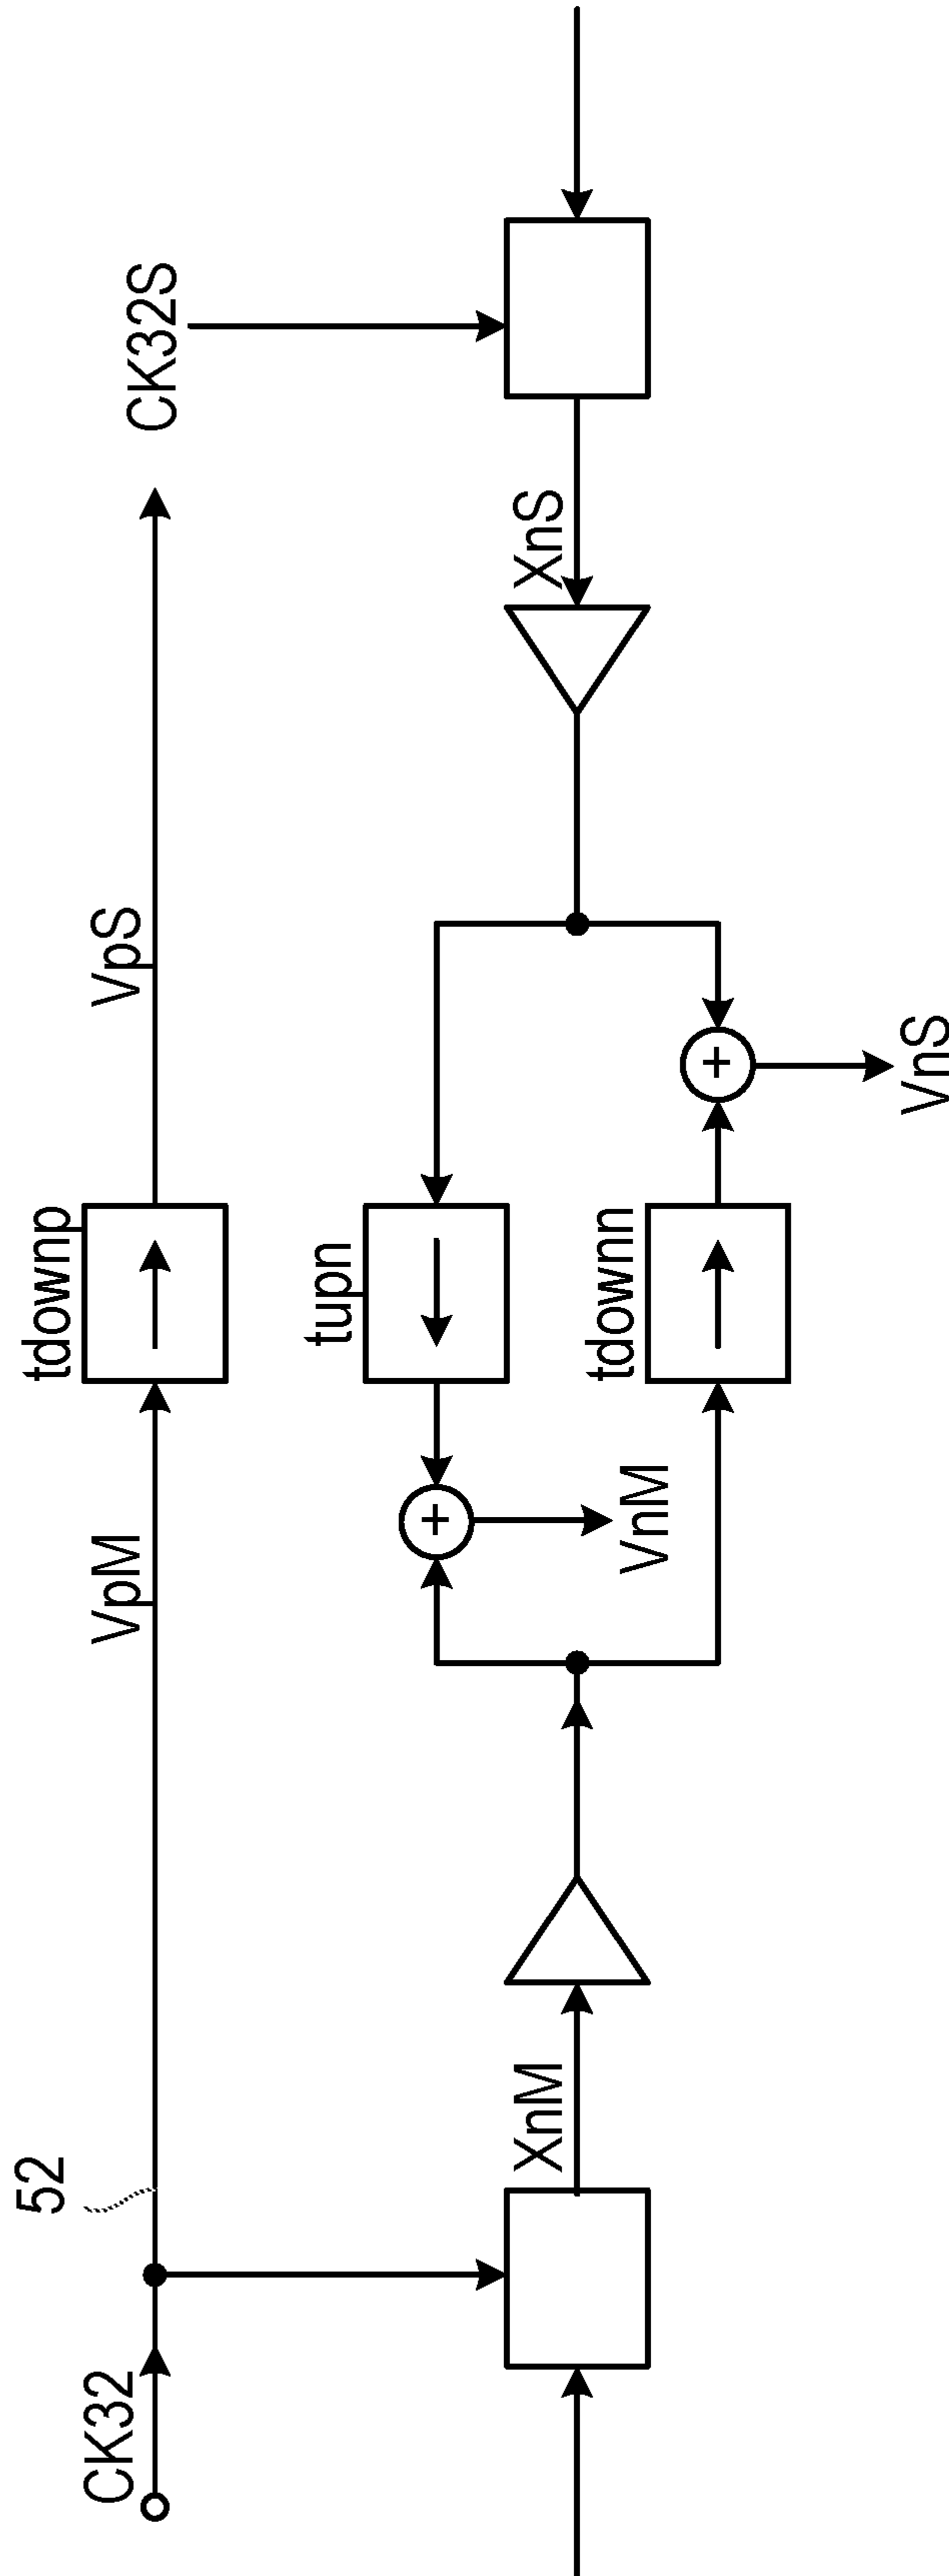 52
CK32
VpM
tdownp
VpS
CK32S
XnM
VnM
tupn
tdownn
XnS
VnS
+
+